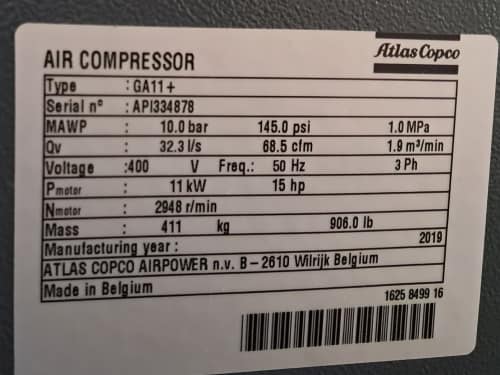 Atlas Copco
AIR COMPRESSOR
Type : GA11+
Serial nº : API334878
MAWP : 10.0 bar 145.0 psi 1.0 MPa
Qv : 32.3 l/s 68.5 cfm 1.9 m³/min
Voltage :400 V Freq.: 50 Hz 3 Ph
Pmotor : 11 kW 15 hp
Nmotor : 2948 r/min
Mass : 411 kg 906.0 lb
Manufacturing year : 2019
ATLAS COPCO AIRPOWER n.v. B – 2610 Wilrijk Belgium
Made in Belgium 1625 8499 16